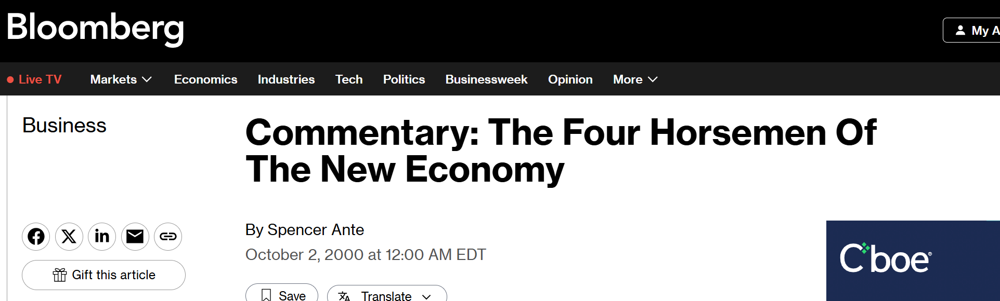 Bloomberg
My A
Live TV
Markets
Economics
Industries
Tech
Politics
Businessweek
Opinion
More
Business
Commentary: The Four Horsemen Of
The New Economy
By Spencer Ante
October 2, 2000 at 12:00 AM EDT
Gift this article
Save
Translate
Cboe®